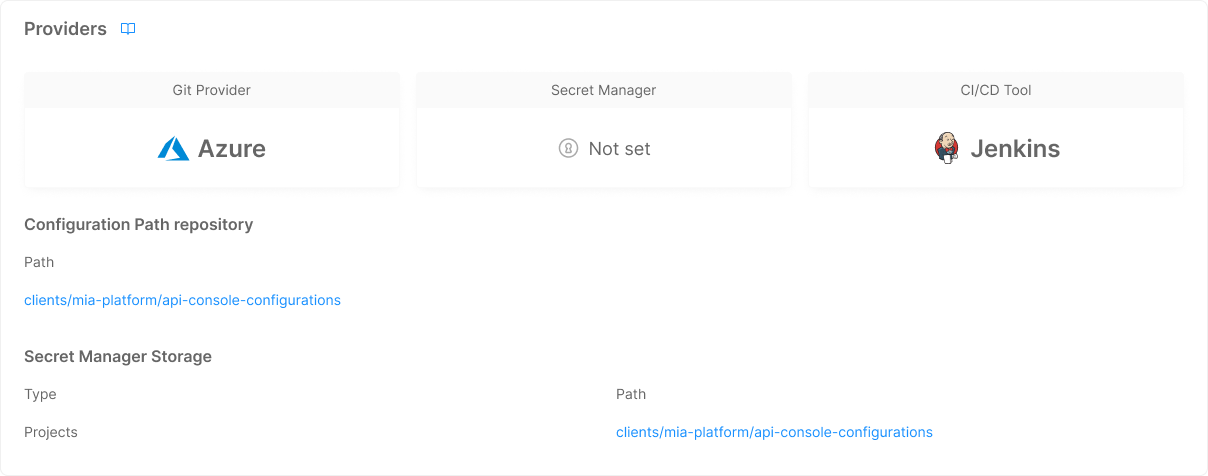 Providers
Git Provider
Azure
Secret Manager
Not set
CI/CD Tool
Jenkins
Configuration Path repository
Path
clients/mia-platform/api-console-configurations
Secret Manager Storage
Type
Path
Projects
clients/mia-platform/api-console-configurations